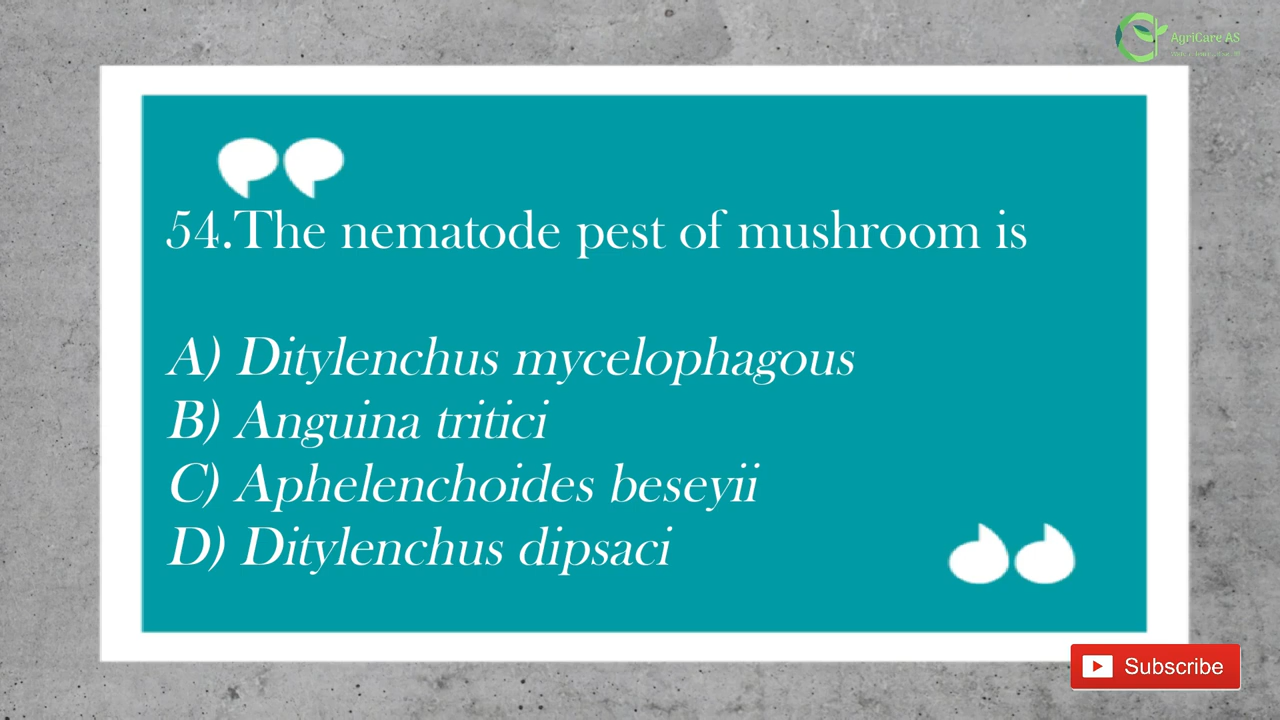 AgriCare AS
54.The nematode pest of mushroom is
A) Ditylenchus mycelophagous
B) Anguina tritici
C) Aphelenchoides beseyii
D) Ditylenchus dipsaci
Subscribe